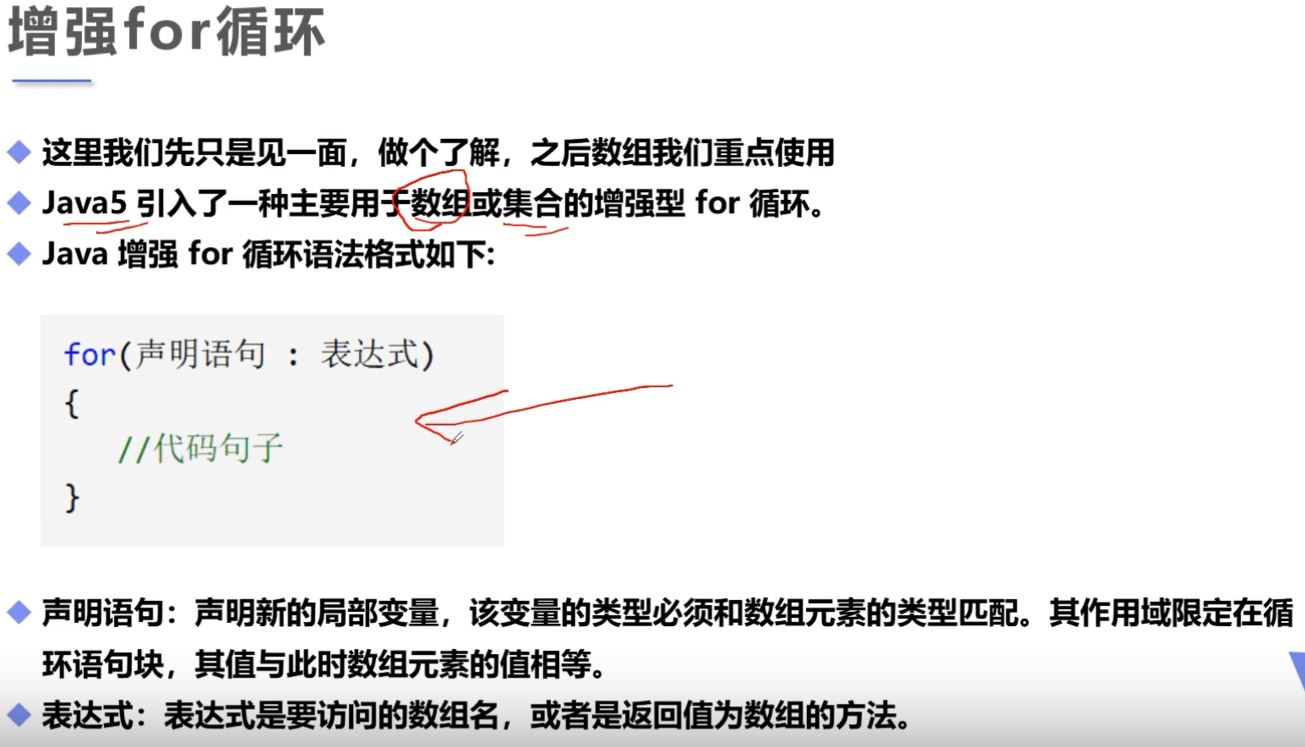 增强for循环
这里我们先只是见一面，做个了解，之后数组我们重点使用
Java5 引入了一种主要用于数组或集合的增强型 for 循环。
Java 增强 for 循环语法格式如下:
for(声明语句 : 表达式)
{
//代码句子
}
声明语句：声明新的局部变量，该变量的类型必须和数组元素的类型匹配。其作用域限定在循
环语句块，其值与此时数组元素的值相等。
表达式：表达式是要访问的数组名，或者是返回值为数组的方法。